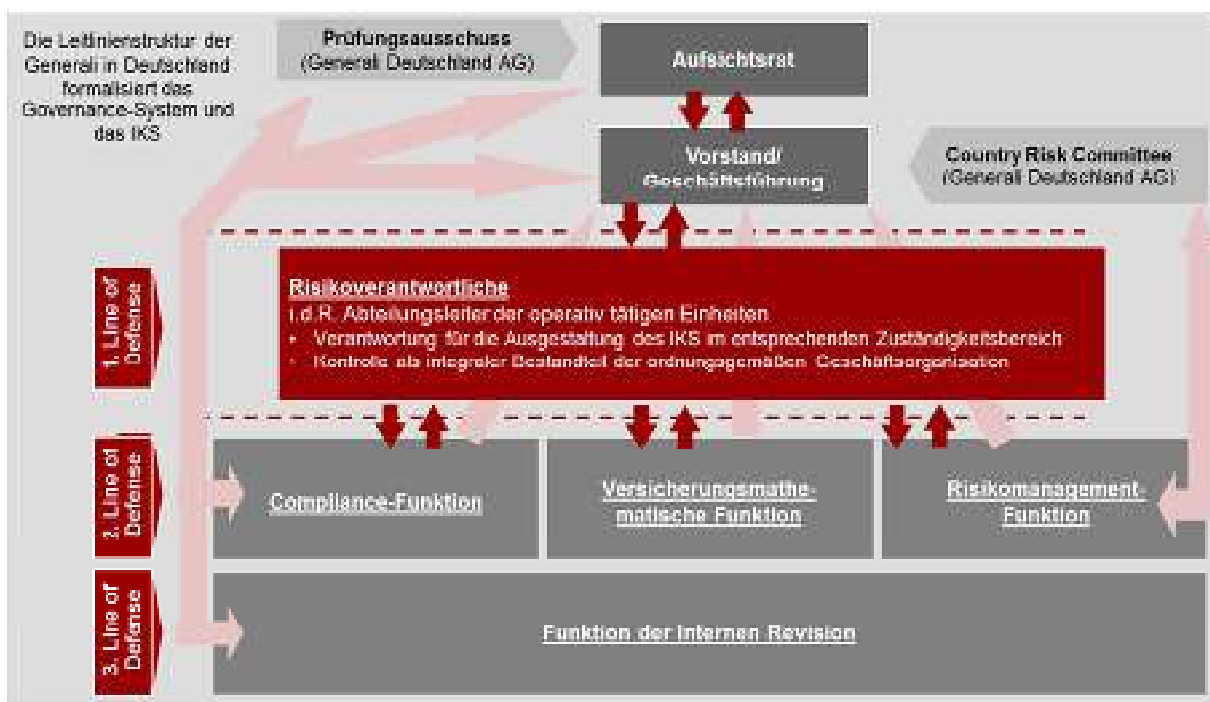 Die Leitlinienstruktur der
Generali in Deutschland
formalisiert das
Governance-System und
das IKS
Prüfungsausschuss
(Generali Deutschland AG)
Aufsichtsrat
Vorstand/
Geschäftsführung
Country Risk Committee
(Generali Deutschland AG)
1. Line of
Defense
Risikoverantwortliche
i.d.R. Abteilungsleiter der operativ tätigen Einheiten
• Verantwortung für die Ausgestaltung des IKS im entsprechenden Zuständigkeitsbereich
• Kontrolle als integraler Bestandteil der ordnungsgemäßen Geschäftsorganisation
2. Line of
Defense
Compliance-Funktion
Versicherungsmathe-
matische Funktion
Risikomanagement-
Funktion
3. Line of
Defense
Funktion der Internen Revision